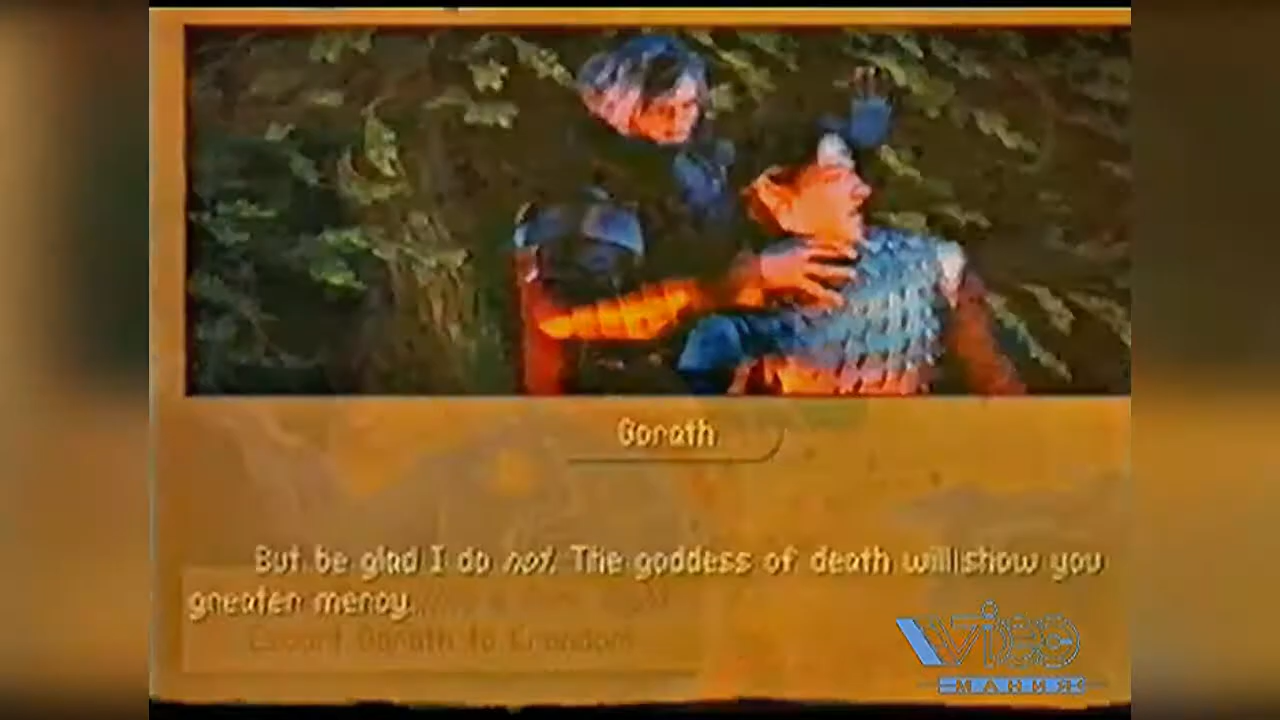 Gorath
But be glad I do not. The goddess of death will show you
greater mercy.
Escort Gorath to Krondor
Video
МАНИЯ